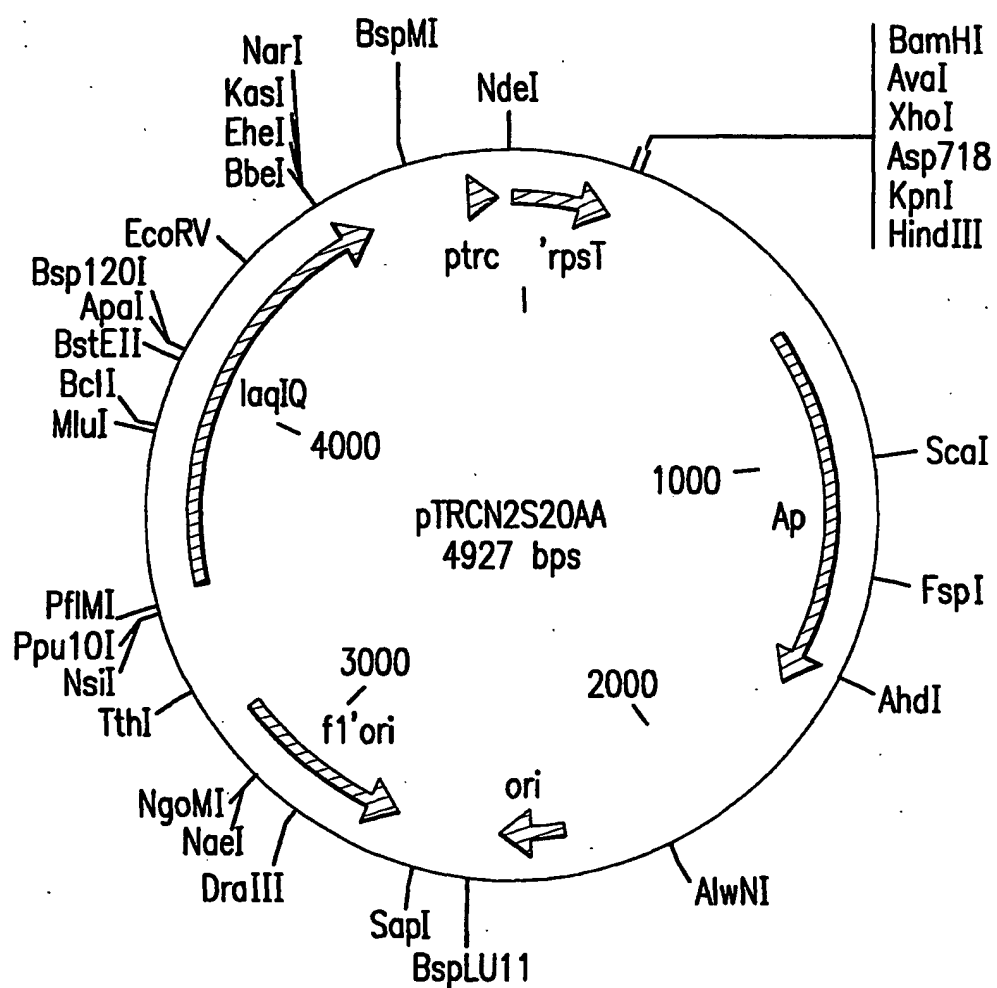 BspMI
NarI
KasI
EheI
BbeI
NdeI
BamHI
AvaI
XhoI
Asp718
KpnI
HindIII
EcoRV
Bsp120I
ApaI
BstEII
BclI
MluI
ptrc
'rpsT
laqIQ
4000
1000
pTRCN2S20AA
4927 bps
Ap
ScaI
FspI
PflMI
Ppu10I
NsiI
TthI
3000
f1'ori
2000
AhdI
NgoMI
NaeI
DraIII
ori
AlwNI
SapI
BspLU11